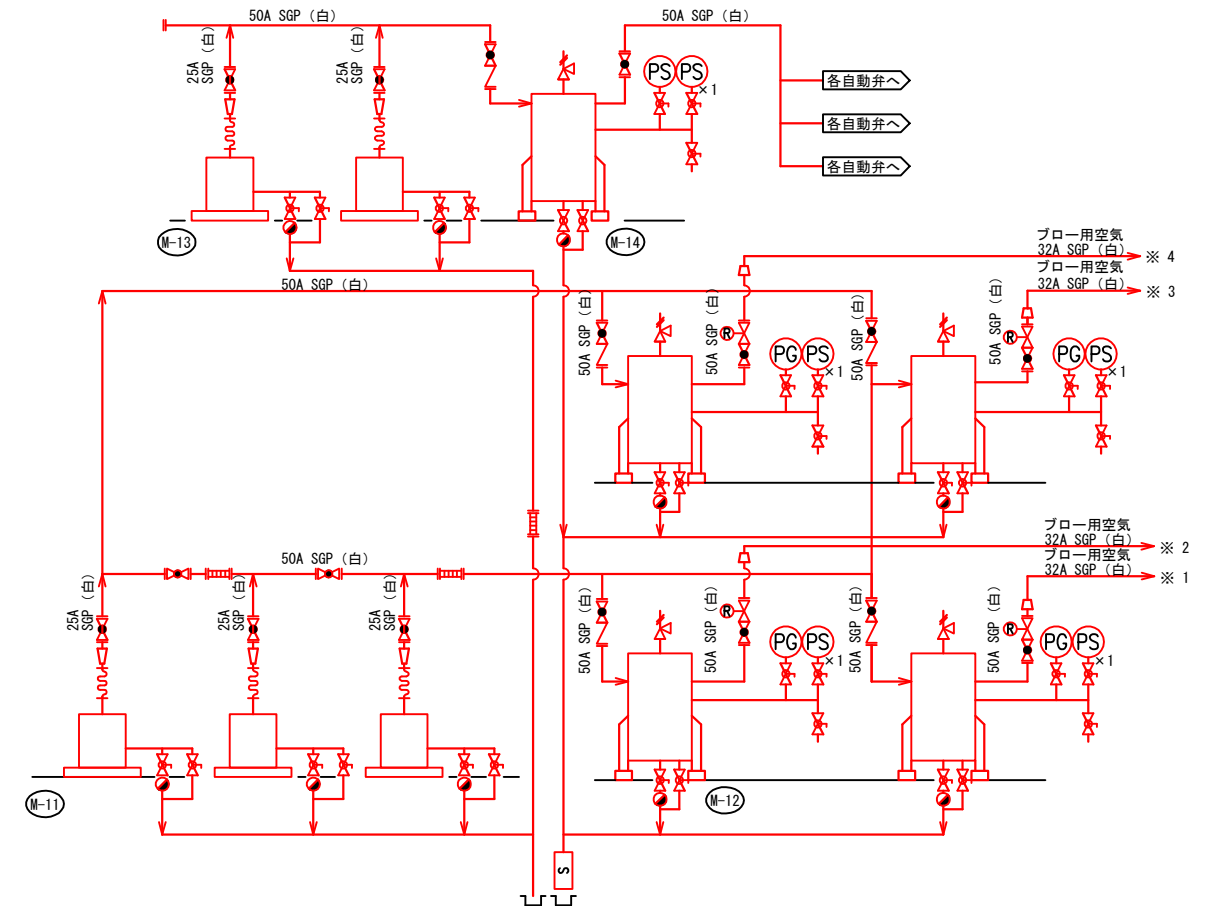 50A SGP (白)
50A SGP (白)
25A
SGP (白)
25A
SGP (白)
PS
PS
×1
各自動弁へ
各自動弁へ
各自動弁へ
M-13
M-14
ブロー用空気
32A SGP (白)
※ 4
ブロー用空気
32A SGP (白)
※ 3
50A SGP (白)
50A SGP (白)
50A SGP (白)
R
PG
PS
×1
50A SGP (白)
50A SGP (白)
R
PG
PS
×1
ブロー用空気
32A SGP (白)
※ 2
ブロー用空気
32A SGP (白)
※ 1
50A SGP (白)
25A
SGP (白)
25A
SGP (白)
25A
SGP (白)
50A SGP (白)
50A SGP (白)
R
PG
PS
×1
50A SGP (白)
50A SGP (白)
R
PG
PS
×1
M-11
M-12
S